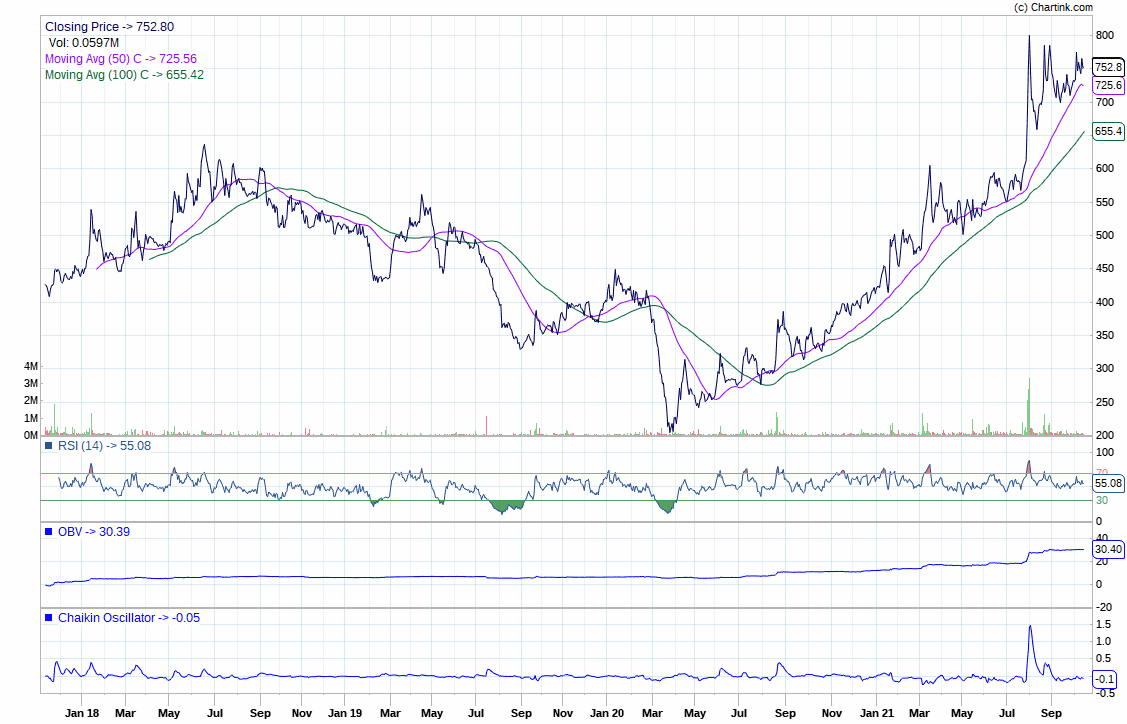 (c) Chartink.com
Closing Price -> 752.80
Vol: 0.0597M
Moving Avg (50) C -> 725.56
Moving Avg (100) C -> 655.42
800
752.8
725.6
700
655.4
600
550
500
450
400
350
300
250
200
4M
3M
2M
1M
0M
RSI (14) -> 55.08
100
70
55.08
30
0
OBV -> 30.39
40
30.40
20
0
-20
Chaikin Oscillator -> -0.05
1.5
1.0
0.5
-0.1
-0.5
Jan 18 Mar May Jul Sep Nov Jan 19 Mar May Jul Sep Nov Jan 20 Mar May Jul Sep Nov Jan 21 Mar May Jul Sep